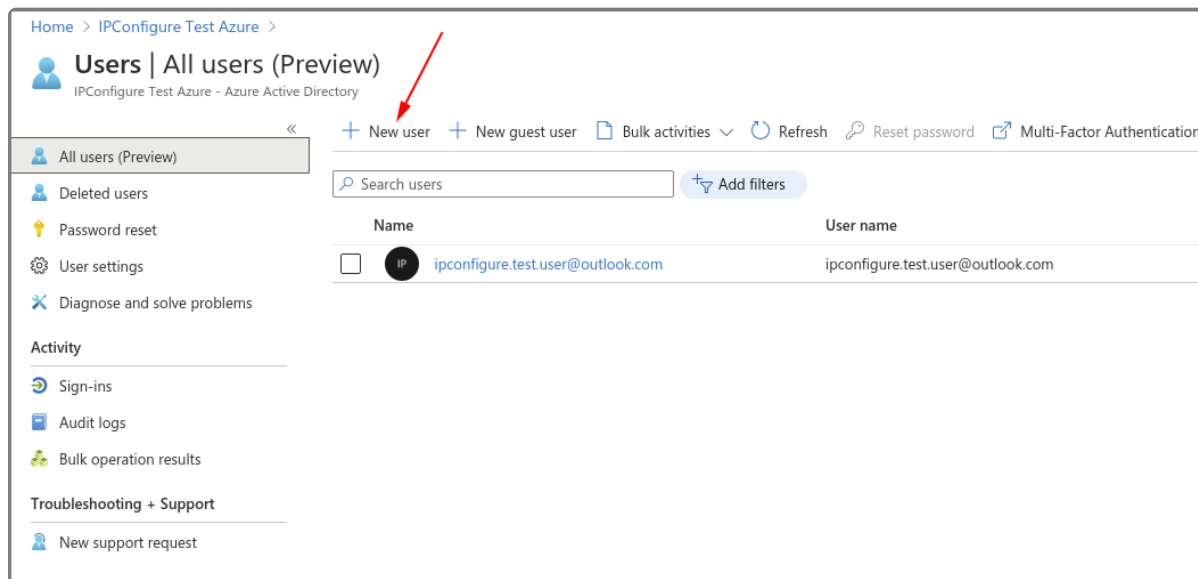 Home > IPConfigure Test Azure >
Users | All users (Preview)
IPConfigure Test Azure - Azure Active Directory
«
All users (Preview)
Deleted users
Password reset
User settings
Diagnose and solve problems
Activity
Sign-ins
Audit logs
Bulk operation results
Troubleshooting + Support
New support request
+ New user + New guest user Bulk activities Refresh Reset password Multi-Factor Authentication
Search users Add filters
Name User name
IP ipconfigure.test.user@outlook.com ipconfigure.test.user@outlook.com